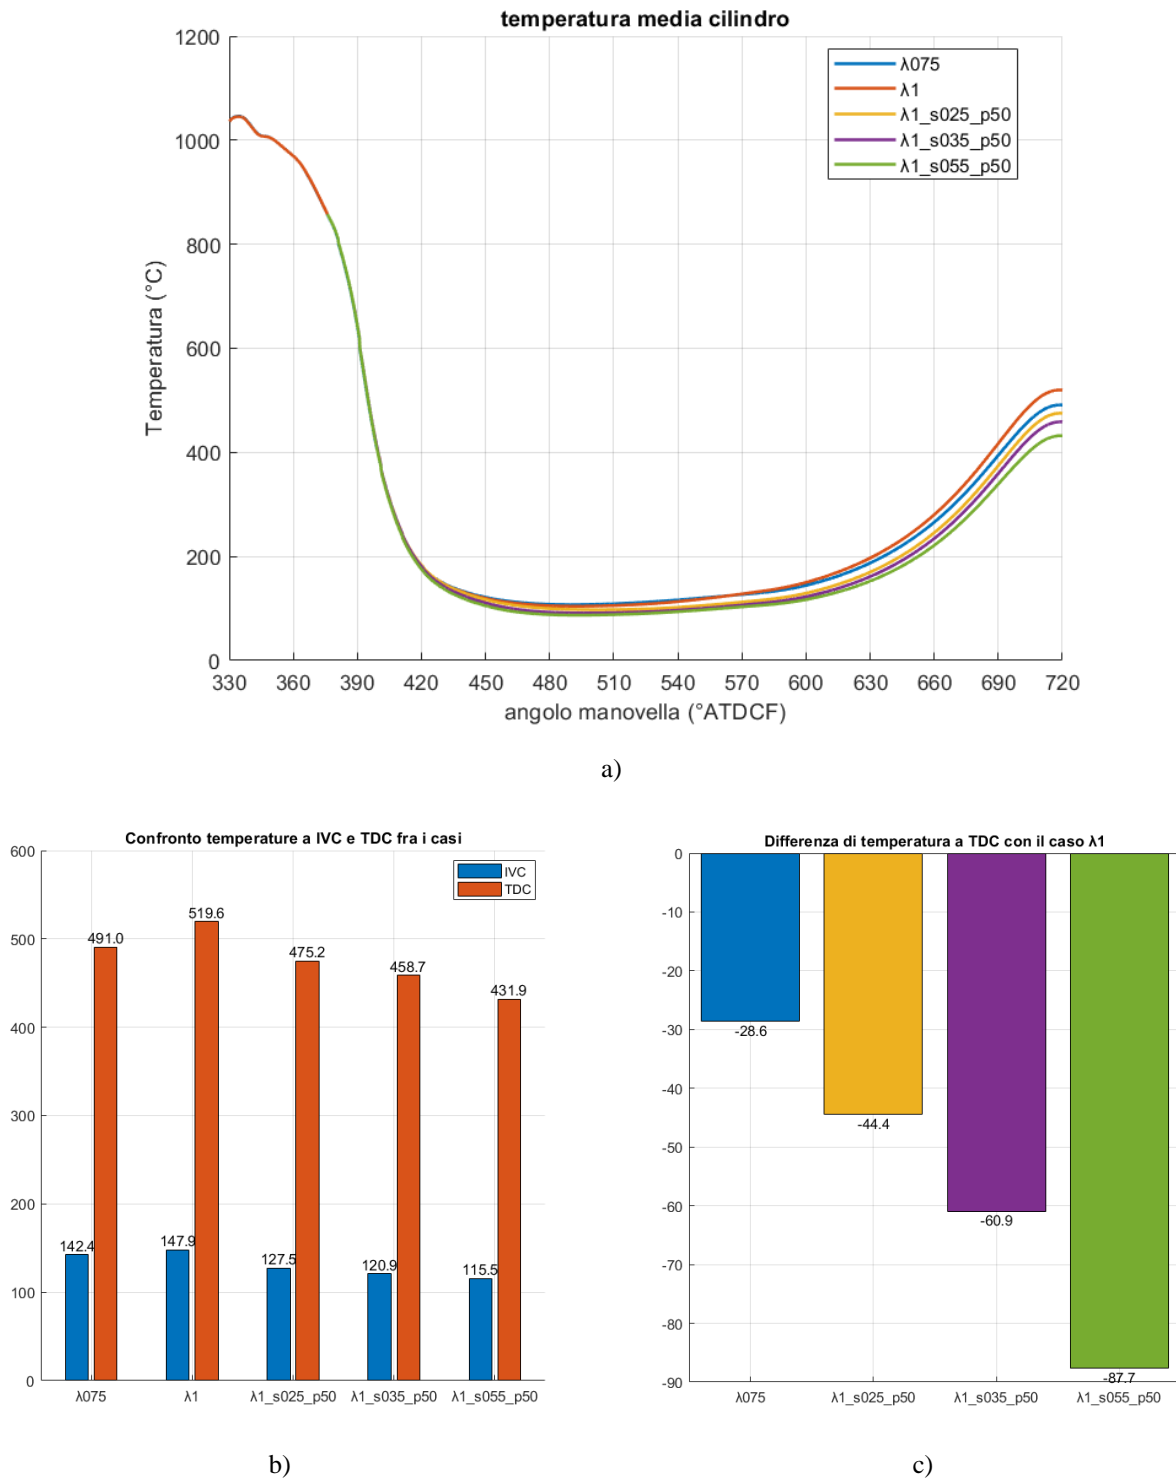 temperatura media cilindro
1200
1000
800
600
400
200
0
Temperatura (°C)
λ075
λ1
λ1_s025_p50
λ1_s035_p50
λ1_s055_p50
330 360 390 420 450 480 510 540 570 600 630 660 690 720
angolo manovella (°ATDCF)
a)
Confronto temperature a IVC e TDC fra i casi
600
500
400
300
200
100
0
IVC
TDC
491.0
519.6
475.2
458.7
431.9
142.4
147.9
127.5
120.9
115.5
λ075 λ1 λ1_s025_p50 λ1_s035_p50 λ1_s055_p50
b)
Differenza di temperatura a TDC con il caso λ1
0
-10
-20
-30
-40
-50
-60
-70
-80
-90
-28.6
-44.4
-60.9
-87.7
λ075 λ1_s025_p50 λ1_s035_p50 λ1_s055_p50
c)